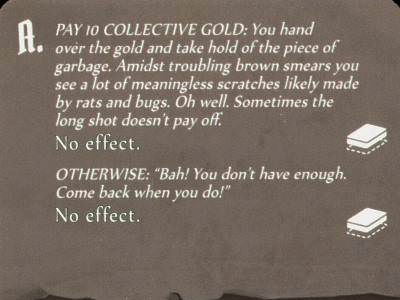 A.
PAY 10 COLLECTIVE GOLD: You hand
over the gold and take hold of the piece of
garbage. Amidst troubling brown smears you
see a lot of meaningless scratches likely made
by rats and bugs. Oh well. Sometimes the
long shot doesn't pay off.
No effect.
OTHERWISE: “Bah! You don't have enough.
Come back when you do!”
No effect.